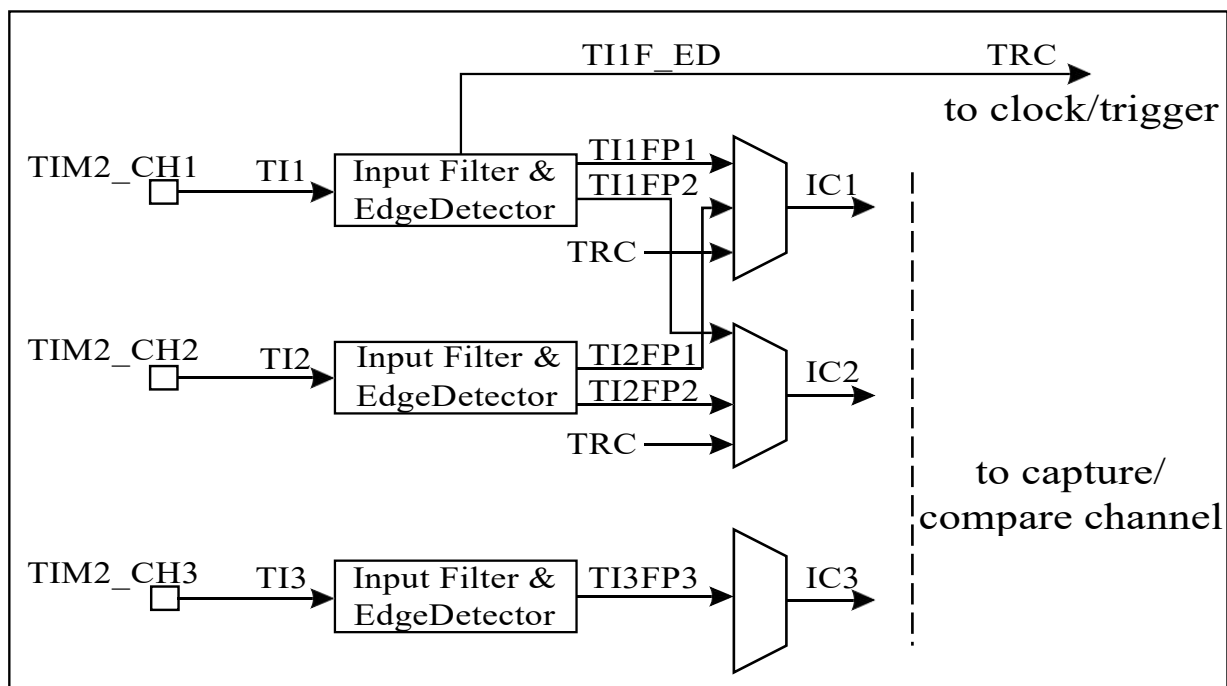 TI1F_ED
TRC
to clock/trigger
TIM2_CH1
TI1
Input Filter &
EdgeDetector
TI1FP1
TI1FP2
TRC
IC1
TIM2_CH2
TI2
Input Filter &
EdgeDetector
TI2FP1
TI2FP2
TRC
IC2
to capture/
compare channel
TIM2_CH3
TI3
Input Filter &
EdgeDetector
TI3FP3
IC3